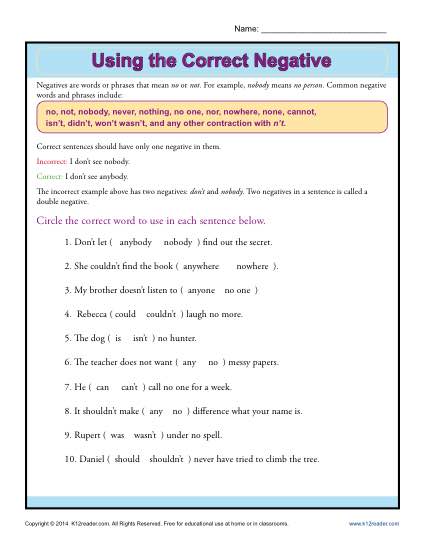 Name: ____________________________
Using the Correct Negative
Negatives are words or phrases that mean no or not. For example, nobody means no person. Common negative
words and phrases include:
no, not, nobody, never, nothing, no one, nor, nowhere, none, cannot,
isn't, didn't, won't wasn't, and any other contraction with n't.
Correct sentences should have only one negative in them.
Incorrect: I don't see nobody.
Correct: I don't see anybody.
The incorrect example above has two negatives: don't and nobody. Two negatives in a sentence is called a
double negative.
Circle the correct word to use in each sentence below.
1. Don't let ( anybody nobody ) find out the secret.
2. She couldn't find the book ( anywhere nowhere ).
3. My brother doesn't listen to ( anyone no one )
4. Rebecca ( could couldn't ) laugh no more.
5. The dog ( is isn't ) no hunter.
6. The teacher does not want ( any no ) messy papers.
7. He ( can can't ) call no one for a week.
8. It shouldn't make ( any no ) difference what your name is.
9. Rupert ( was wasn't ) under no spell.
10. Daniel ( should shouldn't ) never have tried to climb the tree.
Copyright © 2014 K12reader.com. All Rights Reserved. Free for educational use at home or in classrooms. www.k12reader.com